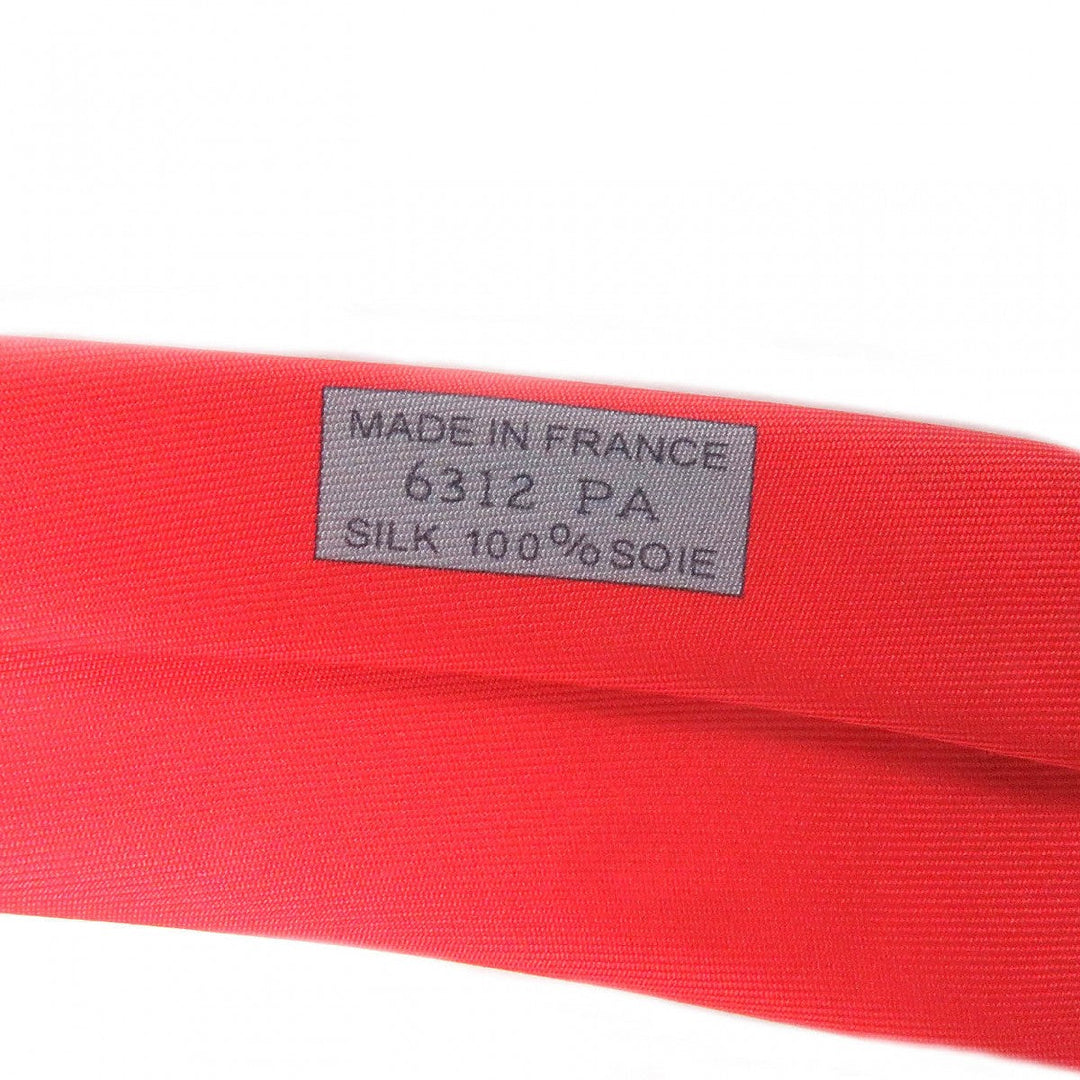 MADE IN FRANCE
6312 PA
SILK 100% SOIE